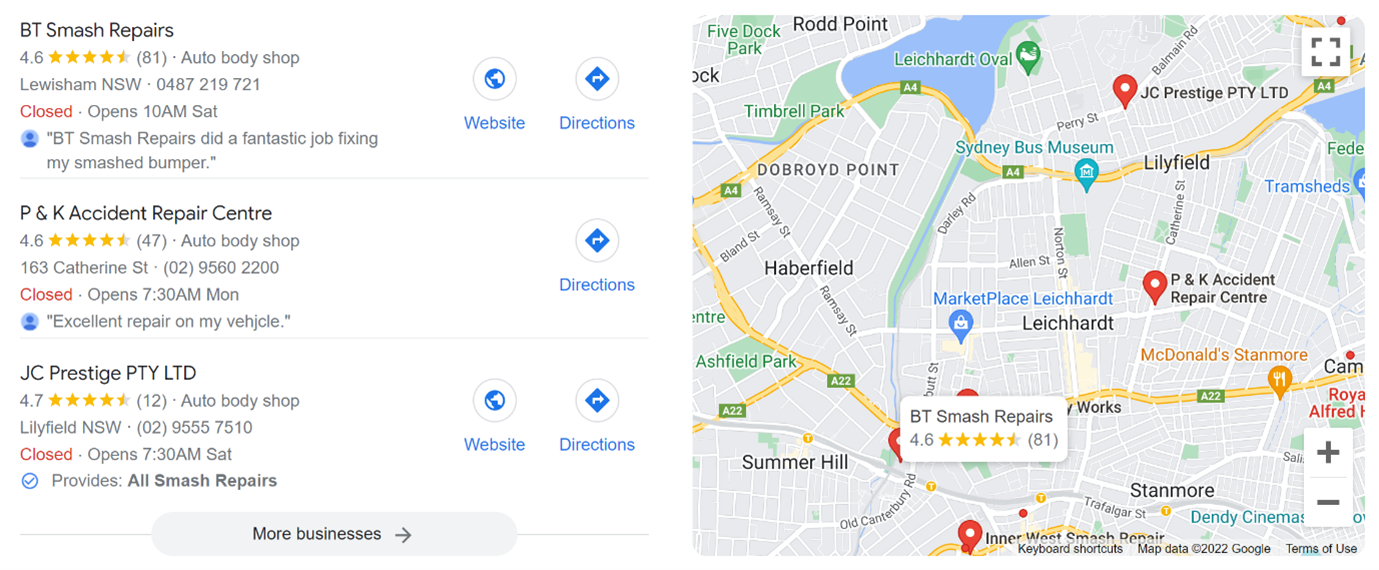 BT Smash Repairs
4.6 (81) · Auto body shop
Lewisham NSW · 0487 219 721
Closed · Opens 10AM Sat
"BT Smash Repairs did a fantastic job fixing
my smashed bumper."
Website
Directions
P & K Accident Repair Centre
4.6 (47) · Auto body shop
163 Catherine St · (02) 9560 2200
Closed · Opens 7:30AM Mon
"Excellent repair on my vehjcle."
Directions
JC Prestige PTY LTD
4.7 (12) · Auto body shop
Lilyfield NSW · (02) 9555 7510
Closed · Opens 7:30AM Sat
Provides: All Smash Repairs
Website
Directions
More businesses
Rodd Point
Five Dock
Park
ock
Leichhardt Oval
Balmain Rd
A4
A4
JC Prestige PTY LTD
Timbrell Park
Perry St
Sydney Bus Museum
Lilyfield
Fede
DOBROYD POINT
A4
A4
Tramsheds
Ramsay St
Darley Rd
Catherine St
Bland St
Norton St
Allen St
Haberfield
P & K Accident
Repair Centre
Ramsay St
MarketPlace Leichhardt
entre
Leichhardt
Ashfield Park
McDonald's Stanmore
Cam
A22
butt St
A22
A22
Roya
Alfred H
y Works
BT Smash Repairs
4.6 (81)
Summer Hill
Salis
Stanmore
Old Canterbury Rd
Trafalgar St
Dendy Cinemas
ow
Inner West Smash Repair
Keyboard shortcuts
Map data ©2022 Google
Terms of Use